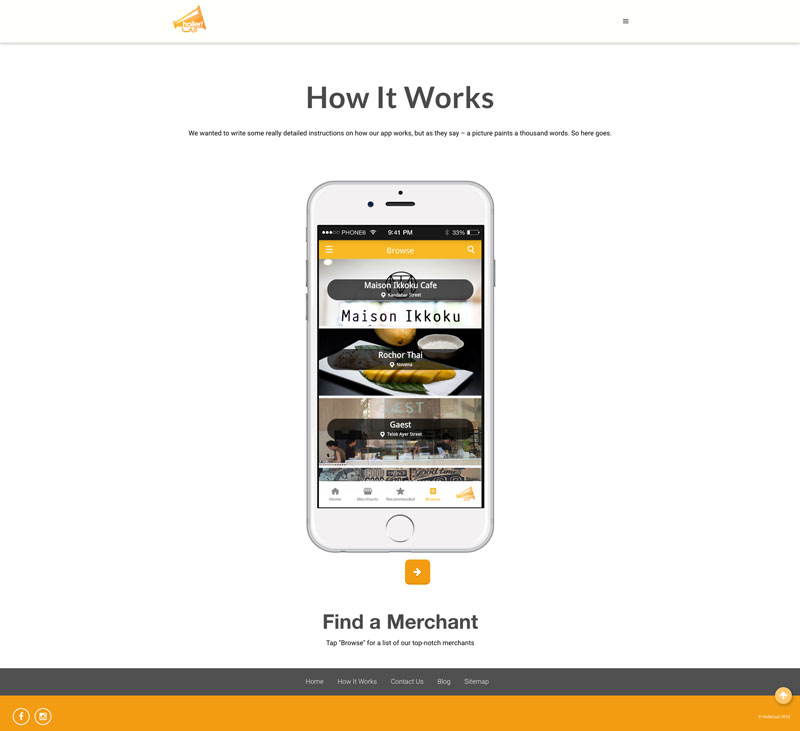 holler!
How It Works
We wanted to write some really detailed instructions on how our app works, but as they say – a picture paints a thousand words. So here goes.
PHONE6 9:41 PM 33%
Browse
Maison Ikkoku Cafe
Kandahar Street
Maison Ikkoku
Rochor Thai
Novena
GAEST
Gaest
Telok Ayer Street
Home Merchants Recommended Browse
Find a Merchant
Tap "Browse" for a list of our top-notch merchants
Home How It Works Contact Us Blog Sitemap